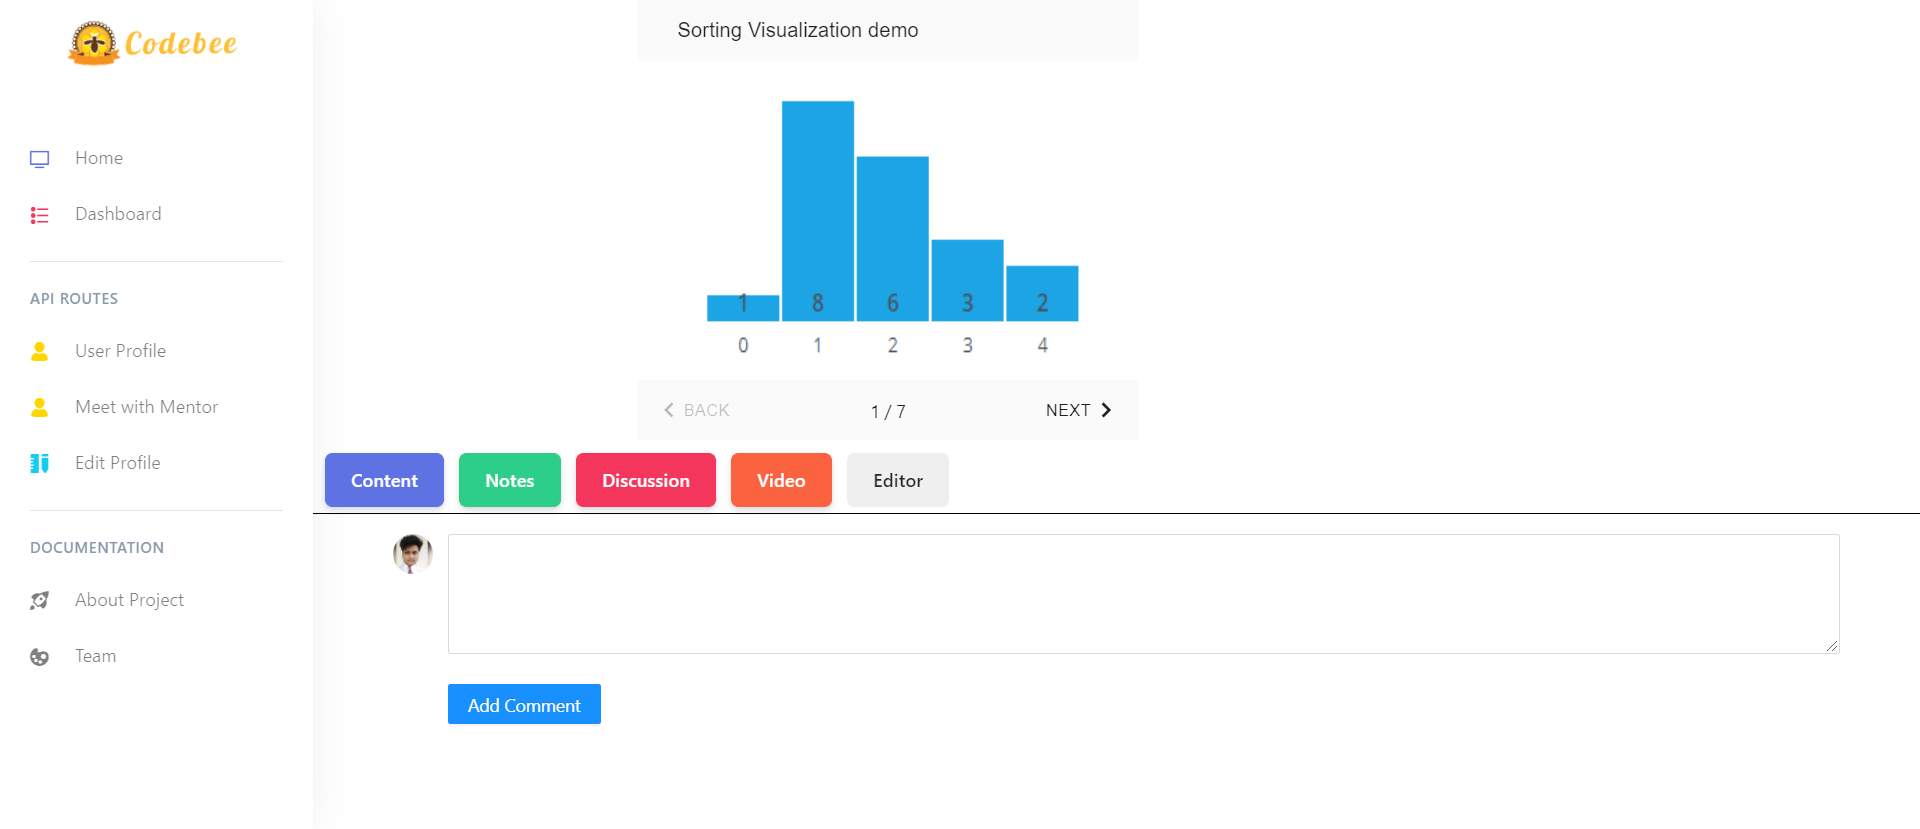 Codebee
Home
Dashboard
API ROUTES
User Profile
Meet with Mentor
Edit Profile
DOCUMENTATION
About Project
Team
Sorting Visualization demo
1 8 6 3 2
0 1 2 3 4
BACK 1 / 7 NEXT
Content Notes Discussion Video Editor
Add Comment